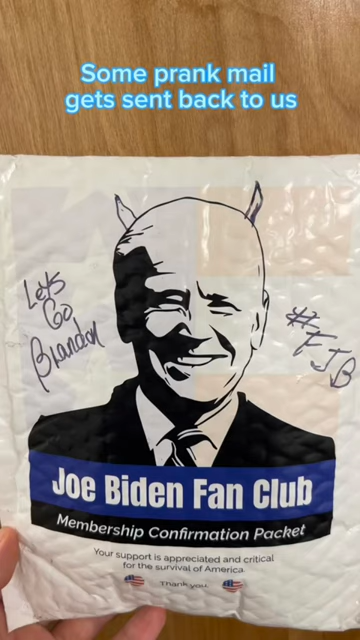 Some prank mail
gets sent back to us
Lets
Go
Brandon
#FJB
Joe Biden Fan Club
Membership Confirmation Packet
Your support is appreciated and critical
for the survival of America.
Thank you.